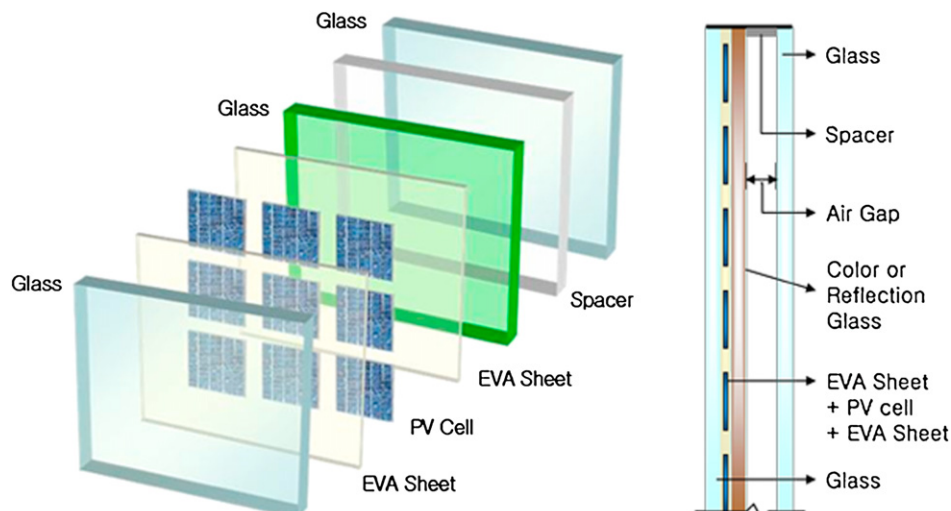 Glass
Glass
Glass
Spacer
EVA Sheet
PV Cell
EVA Sheet
Glass
Spacer
Air Gap
Color or
Reflection
Glass
EVA Sheet
+ PV cell
+ EVA Sheet
Glass